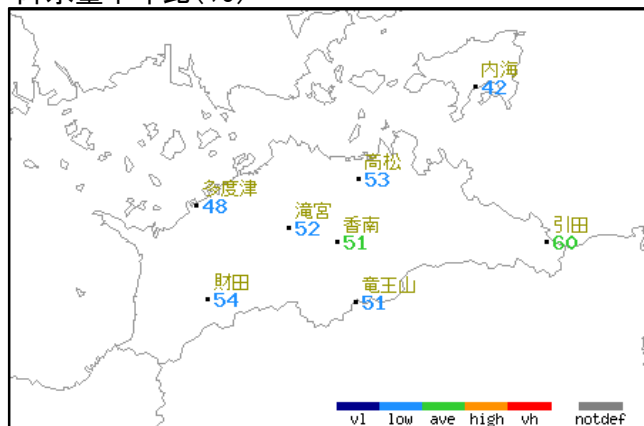 内海
42
高松
53
多度津
48
滝宮
52
香南
51
引田
60
財田
54
竜王山
51
vl low ave high vh notdef